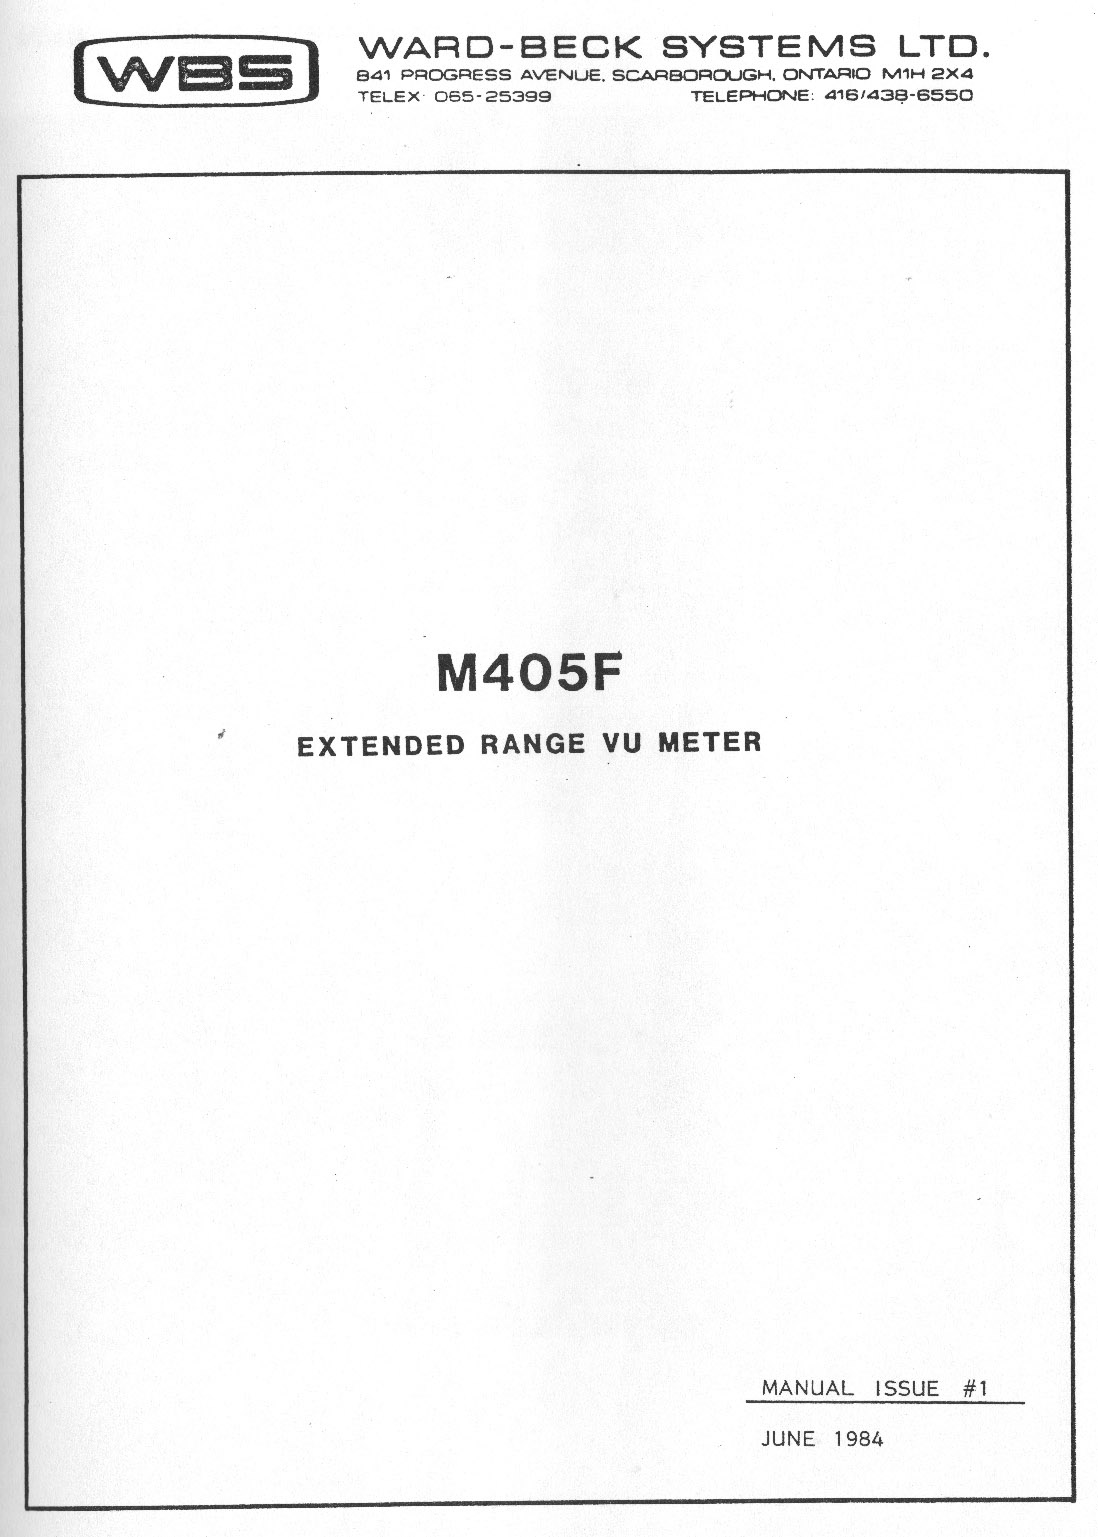 WBS
WARD-BECK SYSTEMS LTD.
841 PROGRESS AVENUE, SCARBOROUGH, ONTARIO M1H 2X4
TELEX: 065-25399 TELEPHONE: 416/438-6550
M405F
EXTENDED RANGE VU METER
MANUAL ISSUE #1
JUNE 1984